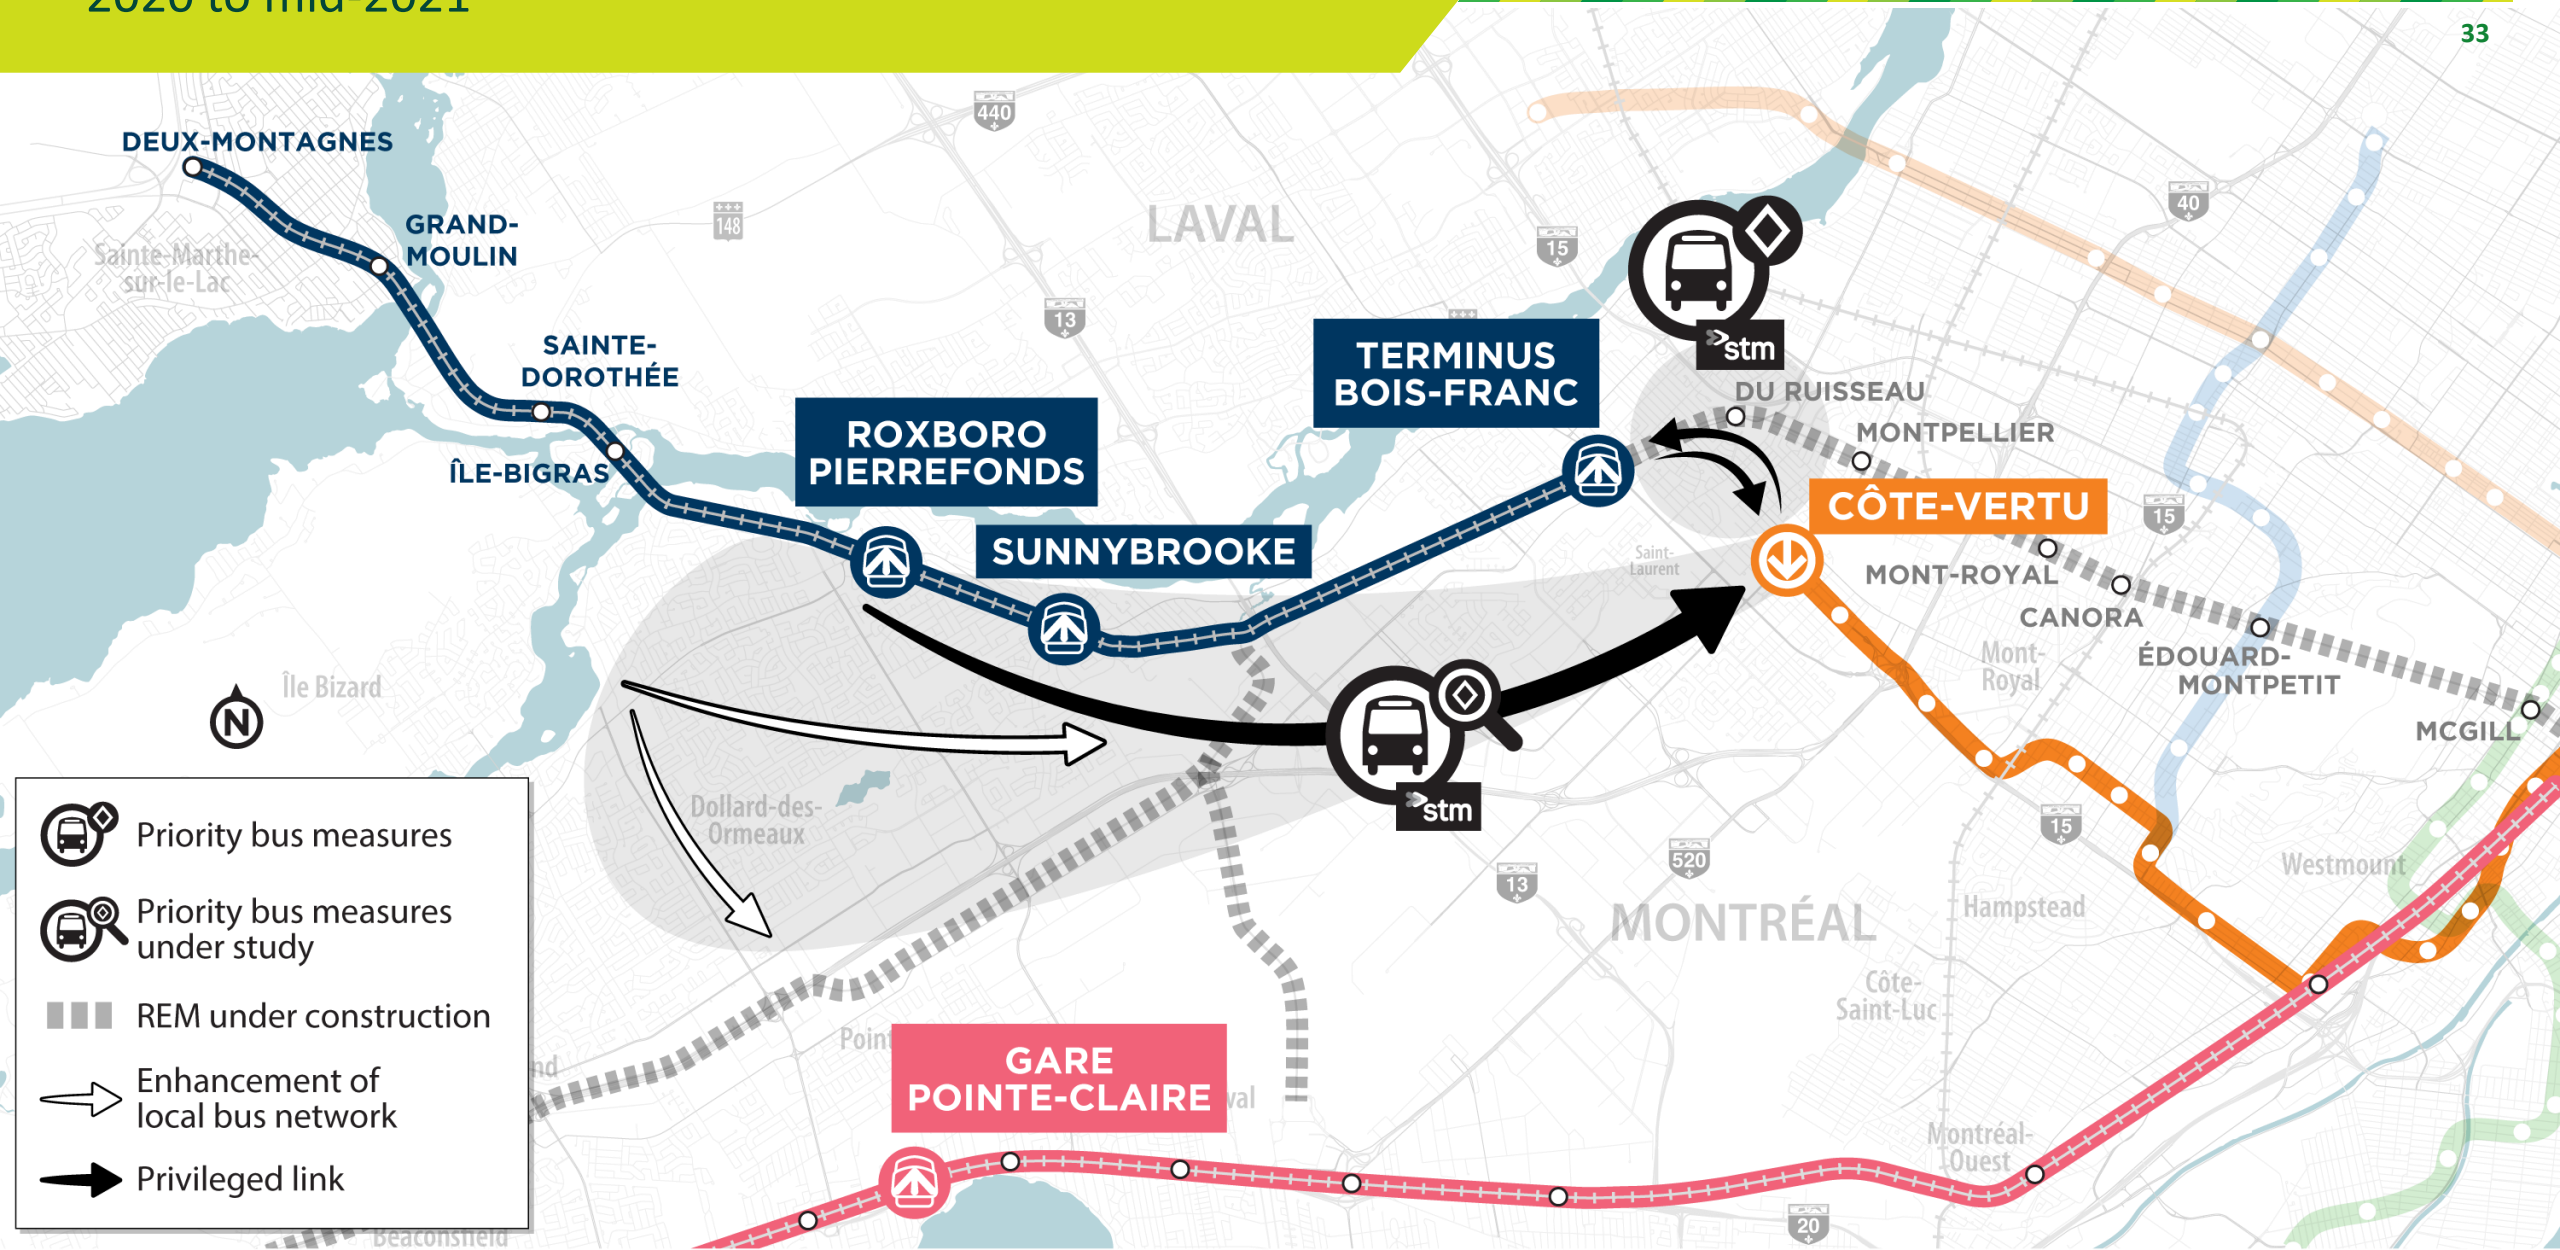 2020 to mid-2021
33
DEUX-MONTAGNES
GRAND-
MOULIN
Sainte-Marthe-
sur-le-Lac
SAINTE-
DOROTHÉE
ÎLE-BIGRAS
440
148
13
LAVAL
15
40
stm
TERMINUS
BOIS-FRANC
ROXBORO
PIERREFONDS
SUNNYBROOKE
DU RUISSEAU
MONTPELLIER
CÔTE-VERTU
15
MONT-ROYAL
CANORA
ÉDOUARD-
MONTPETIT
MCGILL
Saint-
Laurent
Mont-
Royal
Île Bizard
N
Dollard-des-
Ormeaux
stm
13
520
15
MONTRÉAL
Westmount
Hampstead
Côte-
Saint-Luc
Montréal-
Ouest
20
Point
val
nd
GARE
POINTE-CLAIRE
Beaconsfield
Priority bus measures
Priority bus measures
under study
REM under construction
Enhancement of
local bus network
Privileged link